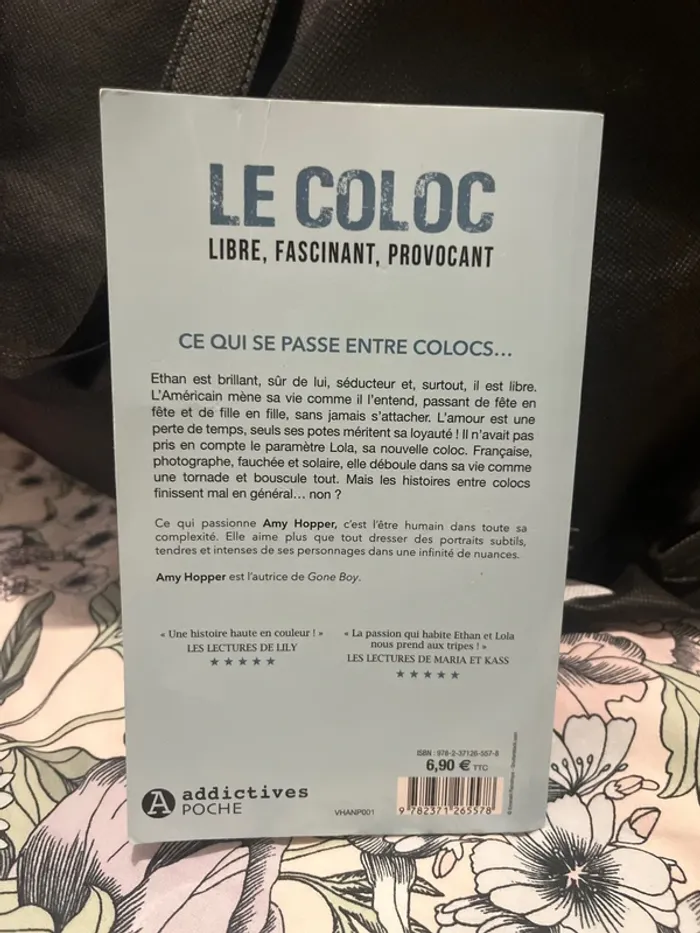 LE COLOC
LIBRE, FASCINANT, PROVOCANT
CE QUI SE PASSE ENTRE COLOCS...
Ethan est brillant, sûr de lui, séducteur et, surtout, il est libre.
L'Américain mène sa vie comme il l'entend, passant de fête en
fête et de fille en fille, sans jamais s'attacher. L'amour est une
perte de temps, seuls ses potes méritent sa loyauté ! Il n'avait pas
pris en compte le paramètre Lola, sa nouvelle coloc. Française,
photographe, fauchée et solaire, elle déboule dans sa vie comme
une tornade et bouscule tout. Mais les histoires entre colocs
finissent mal en général... non ?
Ce qui passionne Amy Hopper, c'est l'être humain dans toute sa
complexité. Elle aime plus que tout dresser des portraits subtils,
tendres et intenses de ses personnages dans une infinité de nuances.
Amy Hopper est l'autrice de Gone Boy.
« Une histoire haute en couleur ! »
LES LECTURES DE LILY
★★★★★
« La passion qui habite Ethan et Lola
nous prend aux tripes ! »
LES LECTURES DE MARIA ET KASS
★★★★★
ISBN : 978-2-37126-557-8
6,90 € TTC
A addictives
POCHE
VHANP001
9 782371 265578